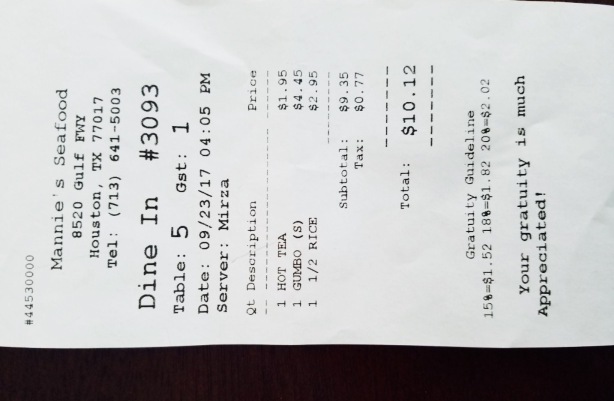 #44530000
Mannie's Seafood
8520 Gulf FWY
Houston, TX 77017
Tel: (713) 641-5003
Dine In #3093
Table: 5 Gst: 1
Date: 09/23/17 04:05 PM
Server: Mirza
Qt Description Price
1 HOT TEA $1.95
1 GUMBO (S) $4.45
1 1/2 RICE $2.95
Subtotal: $9.35
Tax: $0.77
Total: $10.12
Gratuity Guideline
15%=$1.52 18%=$1.82 20%=$2.02
Your gratuity is much
Appreciated!